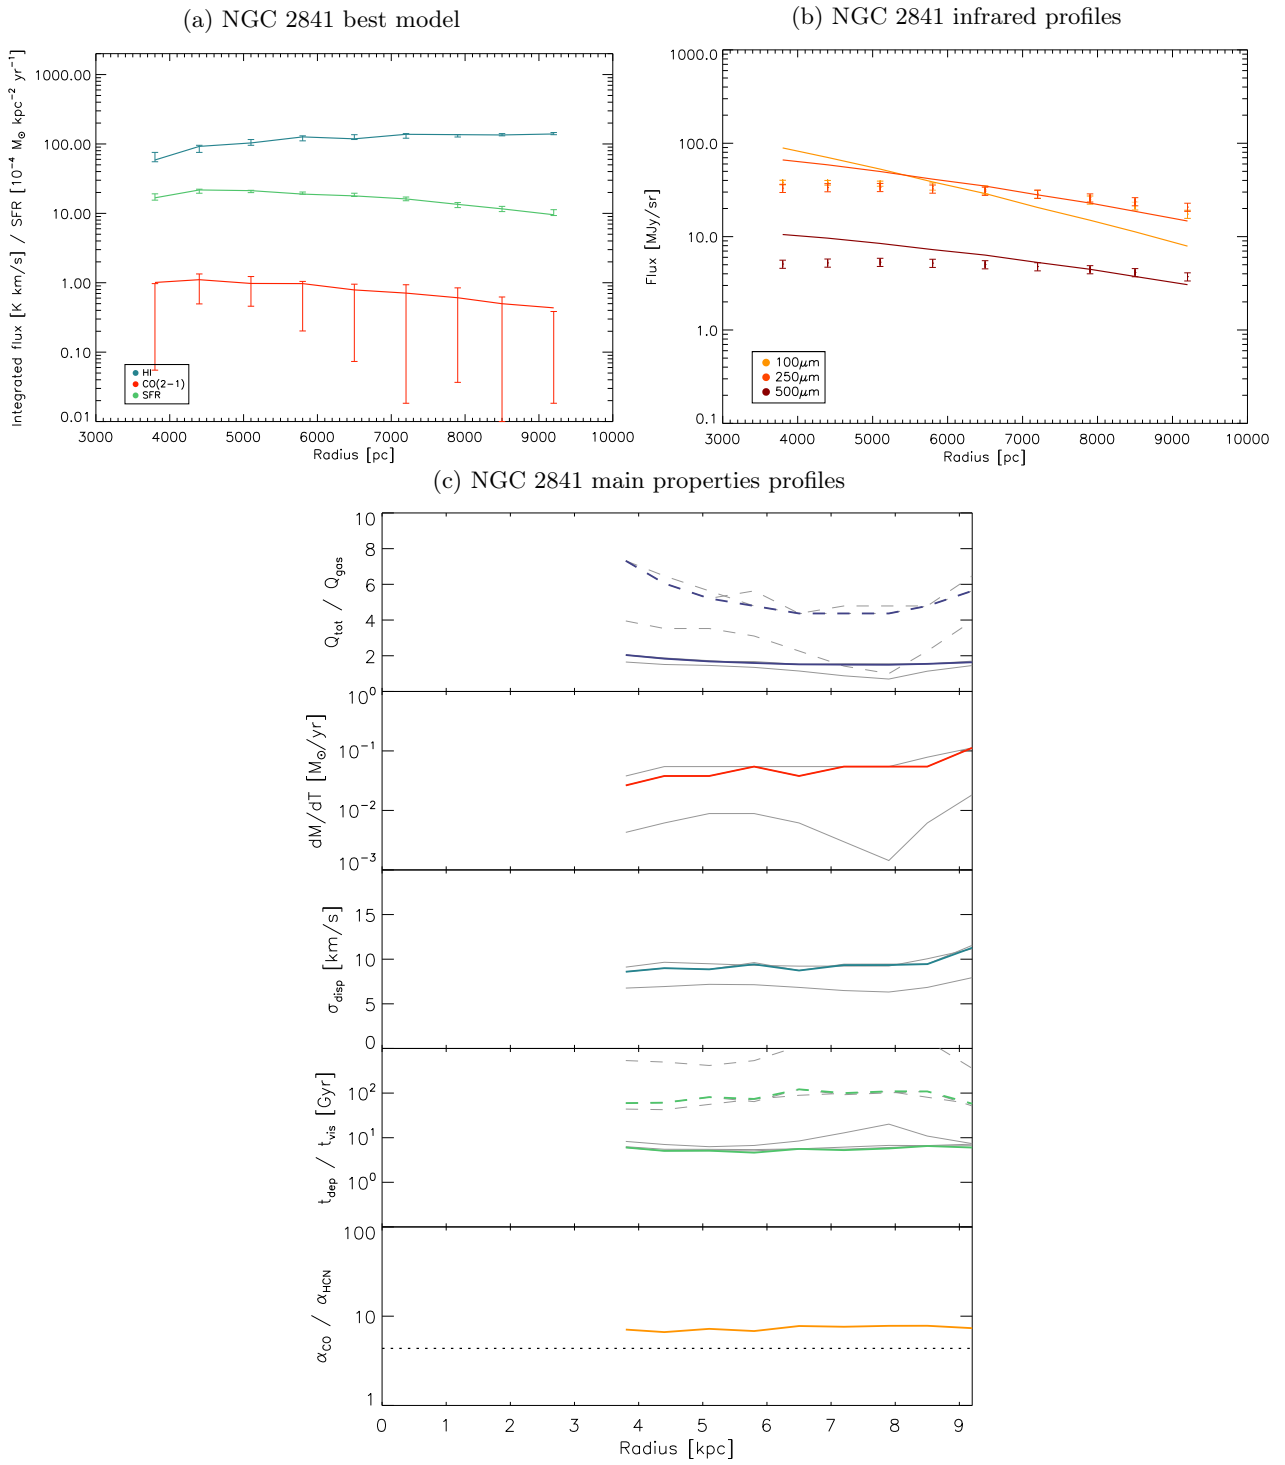 (a) NGC 2841 best model
(b) NGC 2841 infrared profiles
Integrated flux [K km/s] / SFR [10⁻⁴ M⊙ kpc⁻² yr⁻¹]
1000.00
100.00
10.00
1.00
0.10
0.01
HI
CO(2−1)
SFR
3000 4000 5000 6000 7000 8000 9000 10000
Radius [pc]
Flux [MJy/sr]
1000.0
100.0
10.0
1.0
0.1
100μm
250μm
500μm
3000 4000 5000 6000 7000 8000 9000 10000
Radius [pc]
(c) NGC 2841 main properties profiles
Q_tot / Q_gas
10
8
6
4
2
0
dM/dT [M⊙/yr]
10⁰
10⁻¹
10⁻²
10⁻³
σ_disp [km/s]
15
10
5
0
t_dep / t_vis [Gyr]
10²
10¹
10⁰
α_CO / α_HCN
100
10
1
0 1 2 3 4 5 6 7 8 9
Radius [kpc]